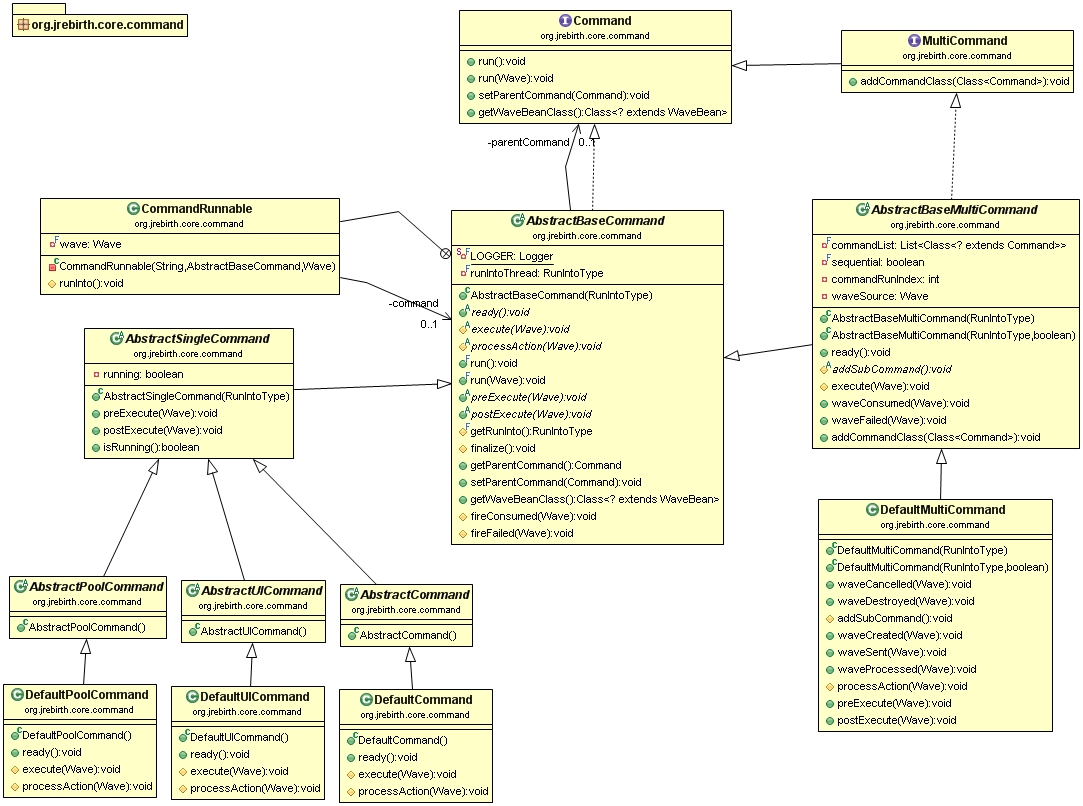 org.jrebirth.core.command
Command
org.jrebirth.core.command
run():void
run(Wave):void
setParentCommand(Command):void
getWaveBeanClass():Class<? extends WaveBean>
MultiCommand
org.jrebirth.core.command
addCommandClass(Class<Command>):void
-parentCommand
0..1
CommandRunnable
org.jrebirth.core.command
wave: Wave
CommandRunnable(String,AbstractBaseCommand,Wave)
runInto():void
-command
0..1
AbstractBaseCommand
org.jrebirth.core.command
LOGGER: Logger
runIntoThread: RunIntoType
AbstractBaseCommand(RunIntoType)
ready():void
execute(Wave):void
processAction(Wave):void
run():void
run(Wave):void
preExecute(Wave):void
postExecute(Wave):void
getRunInto():RunIntoType
finalize():void
getParentCommand():Command
setParentCommand(Command):void
getWaveBeanClass():Class<? extends WaveBean>
fireConsumed(Wave):void
fireFailed(Wave):void
AbstractBaseMultiCommand
org.jrebirth.core.command
commandList: List<Class<? extends Command>>
sequential: boolean
commandRunIndex: int
waveSource: Wave
AbstractBaseMultiCommand(RunIntoType)
AbstractBaseMultiCommand(RunIntoType,boolean)
ready():void
addSubCommand():void
execute(Wave):void
waveConsumed(Wave):void
waveFailed(Wave):void
addCommandClass(Class<Command>):void
AbstractSingleCommand
org.jrebirth.core.command
running: boolean
AbstractSingleCommand(RunIntoType)
preExecute(Wave):void
postExecute(Wave):void
isRunning():boolean
DefaultMultiCommand
org.jrebirth.core.command
DefaultMultiCommand(RunIntoType)
DefaultMultiCommand(RunIntoType,boolean)
waveCancelled(Wave):void
waveDestroyed(Wave):void
addSubCommand():void
waveCreated(Wave):void
waveSent(Wave):void
waveProcessed(Wave):void
processAction(Wave):void
preExecute(Wave):void
postExecute(Wave):void
AbstractPoolCommand
org.jrebirth.core.command
AbstractPoolCommand()
AbstractUICommand
org.jrebirth.core.command
AbstractUICommand()
AbstractCommand
org.jrebirth.core.command
AbstractCommand()
DefaultPoolCommand
org.jrebirth.core.command
DefaultPoolCommand()
ready():void
execute(Wave):void
processAction(Wave):void
DefaultUICommand
org.jrebirth.core.command
DefaultUICommand()
ready():void
execute(Wave):void
processAction(Wave):void
DefaultCommand
org.jrebirth.core.command
DefaultCommand()
ready():void
execute(Wave):void
processAction(Wave):void